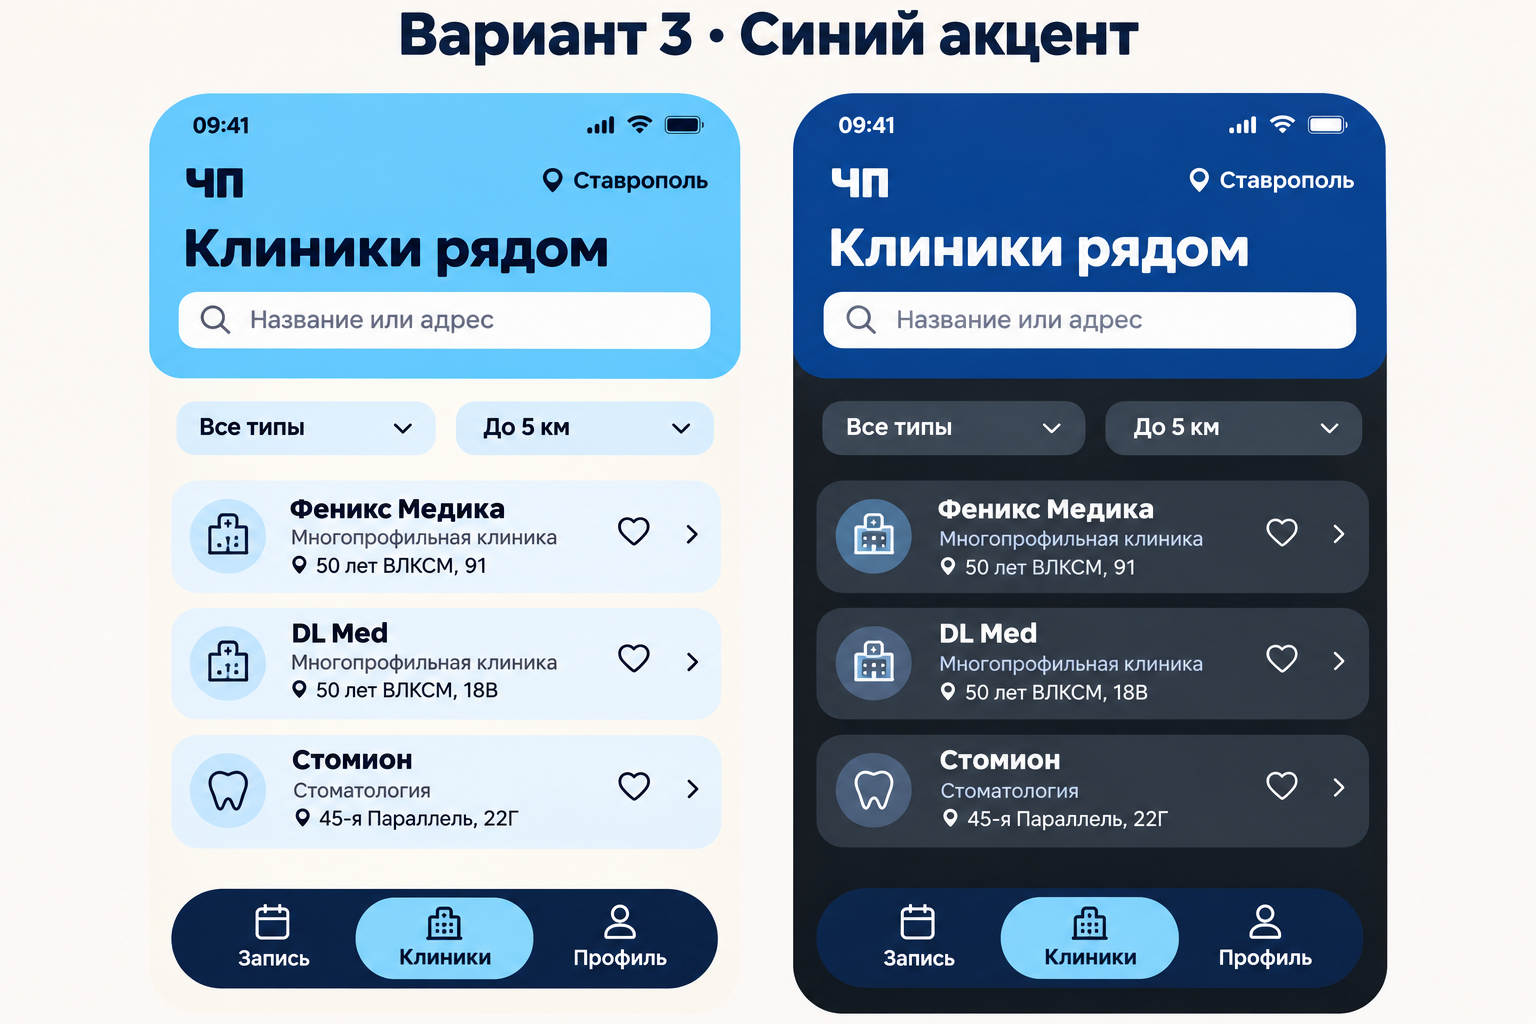 Вариант 3 • Синий акцент
09:41
ЧП
Ставрополь
Клиники рядом
Название или адрес
Все типы
До 5 км
Феникс Медика
Многопрофильная клиника
50 лет ВЛКСМ, 91
DL Med
Многопрофильная клиника
50 лет ВЛКСМ, 18В
Стомион
Стоматология
45-я Параллель, 22Г
Запись
Клиники
Профиль
09:41
ЧП
Ставрополь
Клиники рядом
Название или адрес
Все типы
До 5 км
Феникс Медика
Многопрофильная клиника
50 лет ВЛКСМ, 91
DL Med
Многопрофильная клиника
50 лет ВЛКСМ, 18В
Стомион
Стоматология
45-я Параллель, 22Г
Запись
Клиники
Профиль